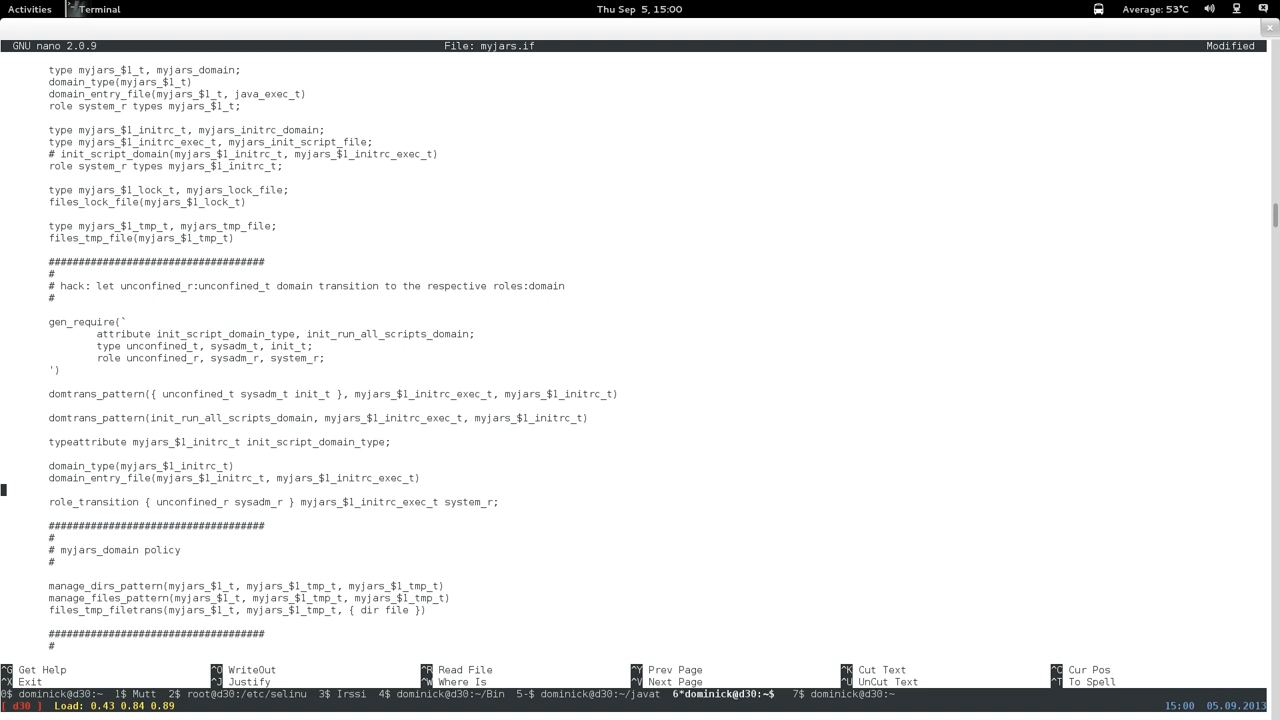 Activities Terminal Thu Sep 5, 15:00 Average: 53°C
GNU nano 2.0.9 File: myjars.if Modified
type myjars_$1_t, myjars_domain;
domain_type(myjars_$1_t)
domain_entry_file(myjars_$1_t, java_exec_t)
role system_r types myjars_$1_t;
type myjars_$1_initrc_t, myjars_initrc_domain;
type myjars_$1_initrc_exec_t, myjars_init_script_file;
# init_script_domain(myjars_$1_initrc_t, myjars_$1_initrc_exec_t)
role system_r types myjars_$1_initrc_t;
type myjars_$1_lock_t, myjars_lock_file;
files_lock_file(myjars_$1_lock_t)
type myjars_$1_tmp_t, myjars_tmp_file;
files_tmp_file(myjars_$1_tmp_t)
####################################
#
# hack: let unconfined_r:unconfined_t domain transition to the respective roles:domain
#
gen_require(`
attribute init_script_domain_type, init_run_all_scripts_domain;
type unconfined_t, sysadm_t, init_t;
role unconfined_r, sysadm_r, system_r;
')
domtrans_pattern({ unconfined_t sysadm_t init_t }, myjars_$1_initrc_exec_t, myjars_$1_initrc_t)
domtrans_pattern(init_run_all_scripts_domain, myjars_$1_initrc_exec_t, myjars_$1_initrc_t)
typeattribute myjars_$1_initrc_t init_script_domain_type;
domain_type(myjars_$1_initrc_t)
domain_entry_file(myjars_$1_initrc_t, myjars_$1_initrc_exec_t)
role_transition { unconfined_r sysadm_r } myjars_$1_initrc_exec_t system_r;
####################################
#
# myjars_domain policy
#
manage_dirs_pattern(myjars_$1_t, myjars_$1_tmp_t, myjars_$1_tmp_t)
manage_files_pattern(myjars_$1_t, myjars_$1_tmp_t, myjars_$1_tmp_t)
files_tmp_filetrans(myjars_$1_t, myjars_$1_tmp_t, { dir file })
####################################
#
^G Get Help ^O WriteOut ^R Read File ^Y Prev Page ^K Cut Text ^C Cur Pos
^X Exit ^J Justify ^W Where Is ^V Next Page ^U UnCut Text ^T To Spell
0$ dominick@d30:~ 1$ Mutt 2$ root@d30:/etc/selinu 3$ Irssi 4$ dominick@d30:~/Bin 5-$ dominick@d30:~/javat 6*dominick@d30:~$ 7$ dominick@d30:~
[ d30 ] Load: 0.43 0.84 0.89 15:00 05.09.2013